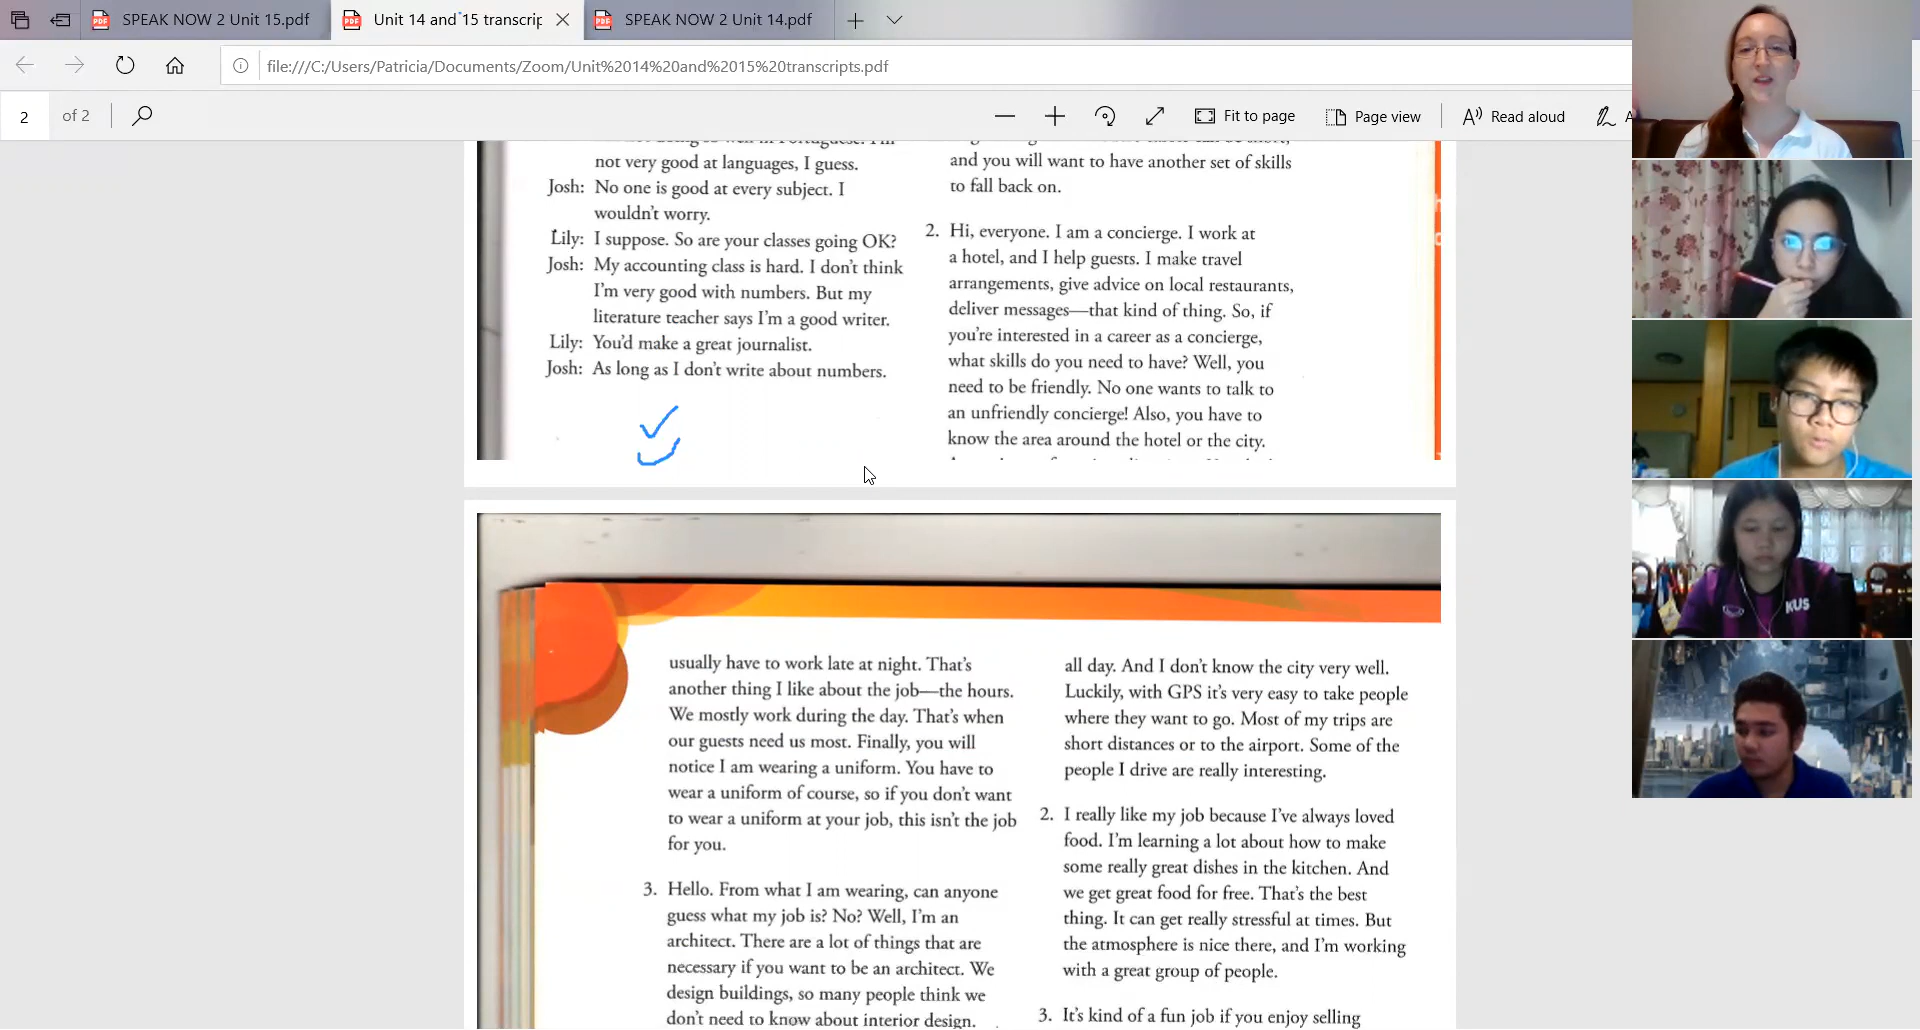 SPEAK NOW 2 Unit 15.pdf
Unit 14 and 15 transcrip
SPEAK NOW 2 Unit 14.pdf
file:///C:/Users/Patricia/Documents/Zoom/Unit%2014%20and%2015%20transcripts.pdf
2 of 2
Fit to page
Page view
Read aloud
not very good at languages, I guess.
Josh: No one is good at every subject. I
wouldn't worry.
Lily: I suppose. So are your classes going OK?
Josh: My accounting class is hard. I don't think
I'm very good with numbers. But my
literature teacher says I'm a good writer.
Lily: You'd make a great journalist.
Josh: As long as I don't write about numbers.
and you will want to have another set of skills
to fall back on.
2. Hi, everyone. I am a concierge. I work at
a hotel, and I help guests. I make travel
arrangements, give advice on local restaurants,
deliver messages—that kind of thing. So, if
you're interested in a career as a concierge,
what skills do you need to have? Well, you
need to be friendly. No one wants to talk to
an unfriendly concierge! Also, you have to
know the area around the hotel or the city.
usually have to work late at night. That's
another thing I like about the job—the hours.
We mostly work during the day. That's when
our guests need us most. Finally, you will
notice I am wearing a uniform. You have to
wear a uniform of course, so if you don't want
to wear a uniform at your job, this isn't the job
for you.
3. Hello. From what I am wearing, can anyone
guess what my job is? No? Well, I'm an
architect. There are a lot of things that are
necessary if you want to be an architect. We
design buildings, so many people think we
don't need to know about interior design.
all day. And I don't know the city very well.
Luckily, with GPS it's very easy to take people
where they want to go. Most of my trips are
short distances or to the airport. Some of the
people I drive are really interesting.
2. I really like my job because I've always loved
food. I'm learning a lot about how to make
some really great dishes in the kitchen. And
we get great food for free. That's the best
thing. It can get really stressful at times. But
the atmosphere is nice there, and I'm working
with a great group of people.
3. It's kind of a fun job if you enjoy selling
KUS